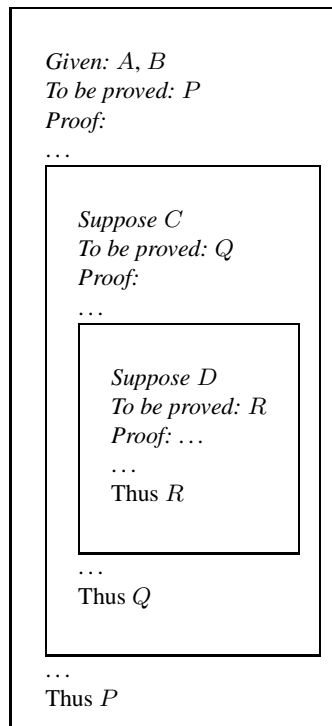 Given: A, B
To be proved: P
Proof:
...
Suppose C
To be proved: Q
Proof:
...
Suppose D
To be proved: R
Proof: ...
...
Thus R
...
Thus Q
...
Thus P